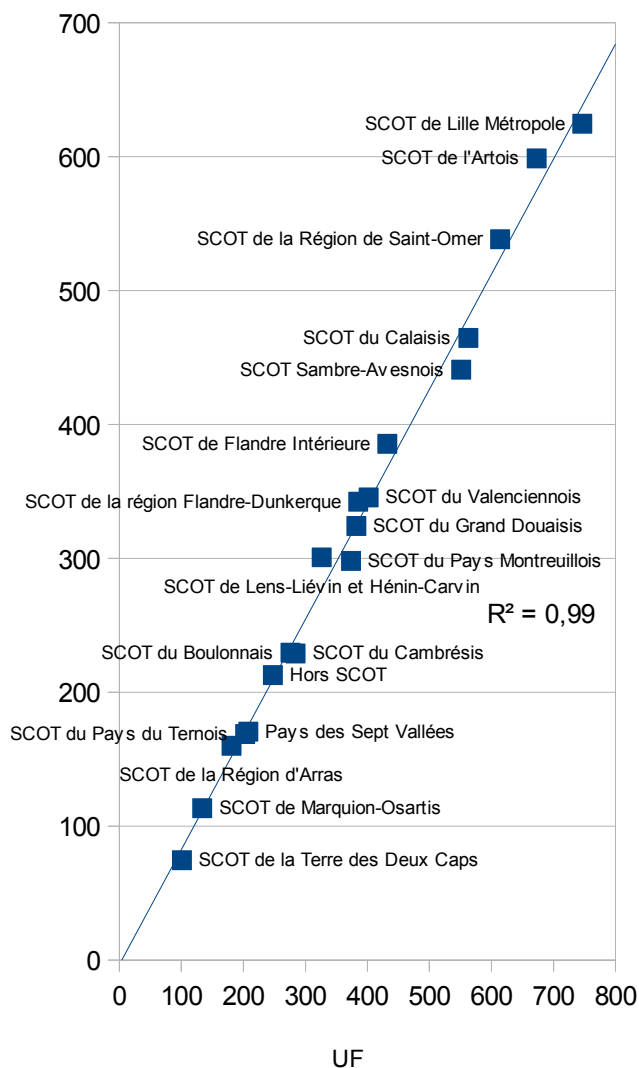 700
SCOT de Lille Métropole
600
SCOT de l'Artois
SCOT de la Région de Saint-Omer
500
SCOT du Calaisis
SCOT Sambre-Avesnois
400
SCOT de Flandre Intérieure
SCOT de la région Flandre-Dunkerque
SCOT du Valenciennois
SCOT du Grand Douaisis
300
SCOT du Pays Montreuillois
SCOT de Lens-Liévin et Hénin-Carvin
R² = 0,99
SCOT du Boulonnais
SCOT du Cambrésis
Hors SCOT
200
SCOT du Pays du Ternois
Pays des Sept Vallées
SCOT de la Région d'Arras
SCOT de Marquion-Osartis
100
SCOT de la Terre des Deux Caps
0
0 100 200 300 400 500 600 700 800
UF